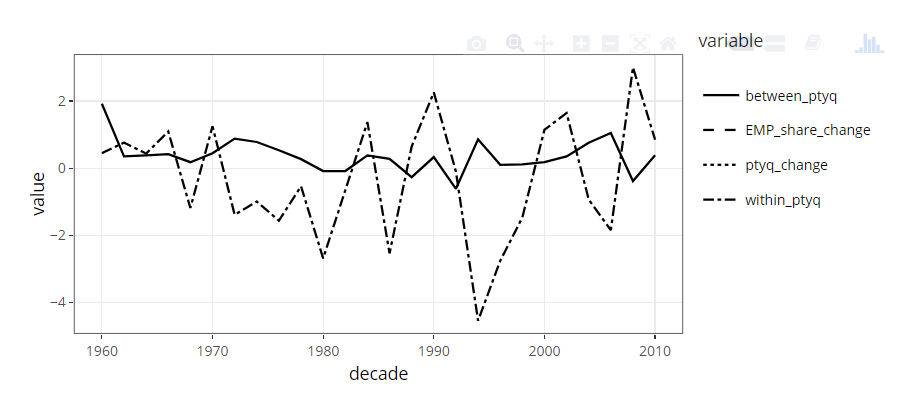 variable
between_ptyq
EMP_share_change
ptyq_change
within_ptyq
value
2
0
−2
−4
1960 1970 1980 1990 2000 2010
decade